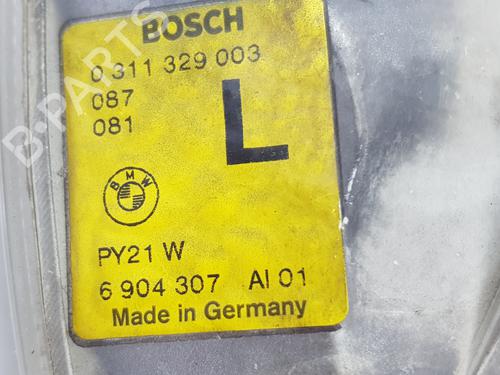 BOSCH
0 311 329 003
087
081
L
BMW
PY21 W
6 904 307 AI 01
Made in Germany
B-PARTS